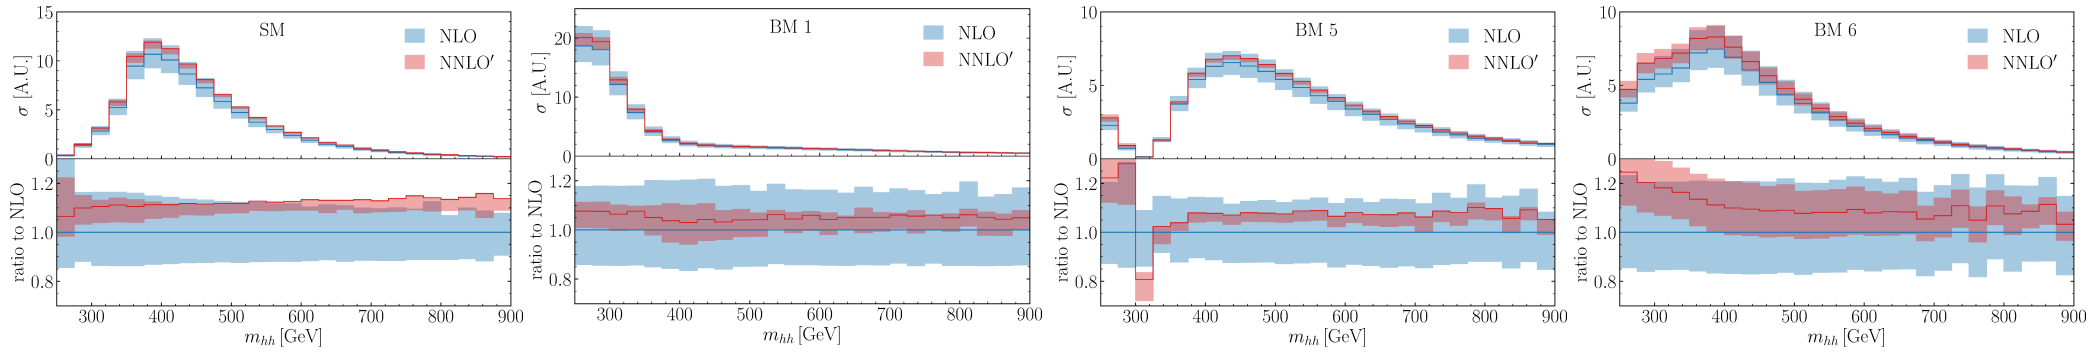 SM
NLO
NNLO′
σ [A.U.]
15
10
5
0
ratio to NLO
1.2
1.0
0.8
300 400 500 600 700 800 900
m_hh [GeV]
BM 1
NLO
NNLO′
σ [A.U.]
20
10
0
ratio to NLO
1.2
1.0
0.8
300 400 500 600 700 800 900
m_hh [GeV]
BM 5
NLO
NNLO′
σ [A.U.]
10
5
0
ratio to NLO
1.2
1.0
0.8
300 400 500 600 700 800 900
m_hh [GeV]
BM 6
NLO
NNLO′
σ [A.U.]
10
5
0
ratio to NLO
1.2
1.0
0.8
300 400 500 600 700 800 900
m_hh [GeV]